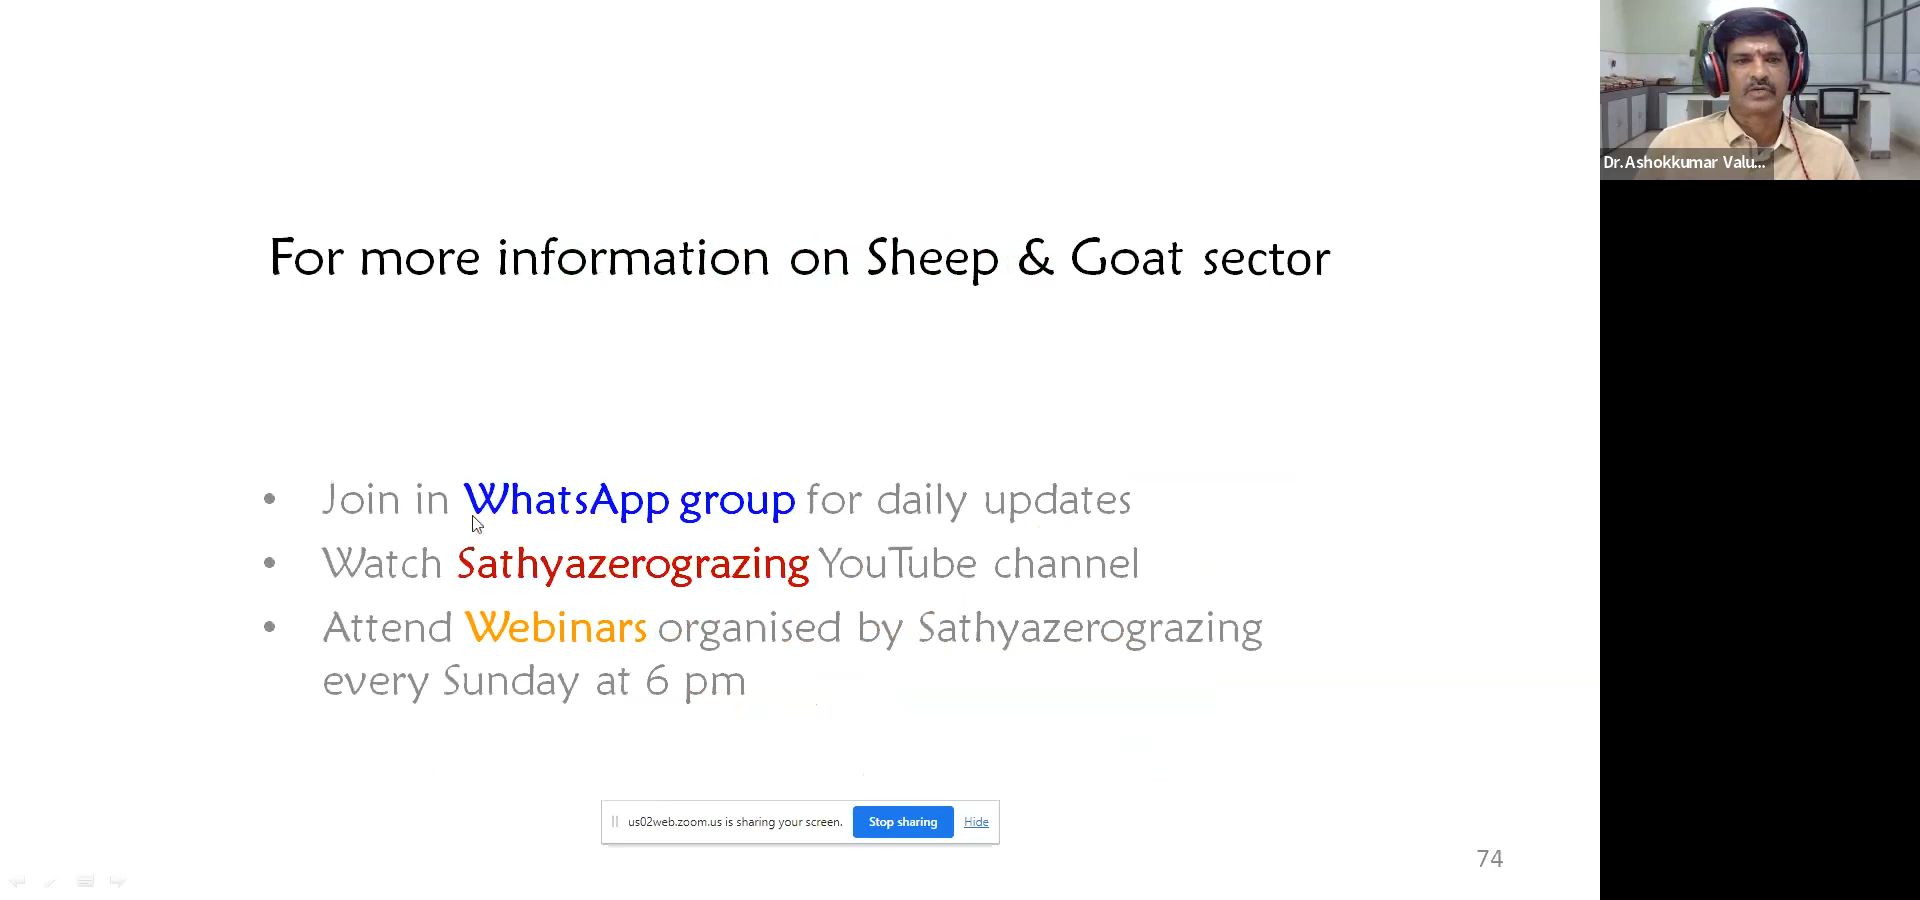 Dr.Ashokkumar Valu...
For more information on Sheep & Goat sector
• Join in WhatsApp group for daily updates
• Watch Sathyazerograzing YouTube channel
• Attend Webinars organised by Sathyazerograzing
every Sunday at 6 pm
us02web.zoom.us is sharing your screen. Stop sharing Hide
74